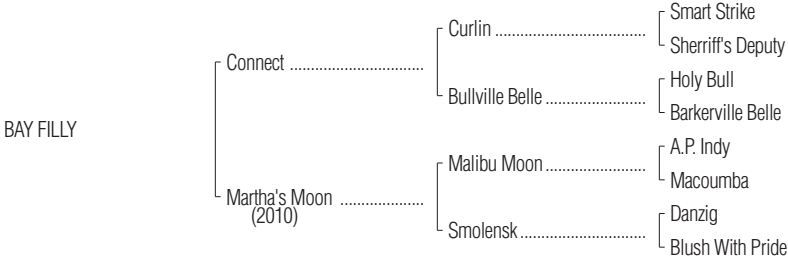 Smart Strike
Curlin ................................
Sherriff's Deputy
Connect ............................
Holy Bull
Bullville Belle .....................
Barkerville Belle
BAY FILLY
A.P. Indy
Malibu Moon .....................
Macoumba
Martha's Moon .................
(2010)
Danzig
Smolensk ..........................
Blush With Pride